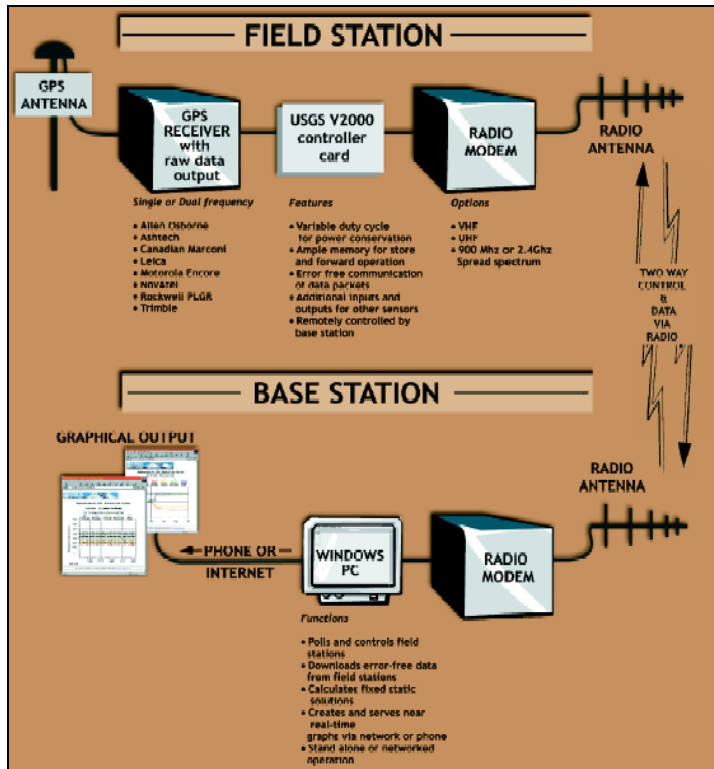 FIELD STATION
GPS
ANTENNA
GPS
RECEIVER
with
raw data
output
USGS V2000
controller
card
RADIO
MODEM
RADIO
ANTENNA
Single or Dual frequency
• Allen Osborne
• Ashtech
• Canadian Marconi
• Leica
• Motorola Encore
• NovAtel
• Rockwell PLGR
• Trimble
Features
• Variable duty cycle
for power conservation
• Ample memory for store
and forward operation
• Error free communication
of data packets
• Additional inputs and
outputs for other sensors
• Remotely controlled by
base station
Options
• VHF
• UHF
• 900 Mhz or 2.4Ghz
Spread spectrum
TWO WAY
CONTROL
&
DATA
VIA
RADIO
BASE STATION
GRAPHICAL OUTPUT
PHONE OR
INTERNET
WINDOWS
PC
RADIO
MODEM
RADIO
ANTENNA
Functions
• Polls and controls field
stations
• Downloads error-free data
from field stations
• Calculates fixed static
solutions
• Creates and serves near
real-time
graphs via network or phone
• Stand alone or networked
operation